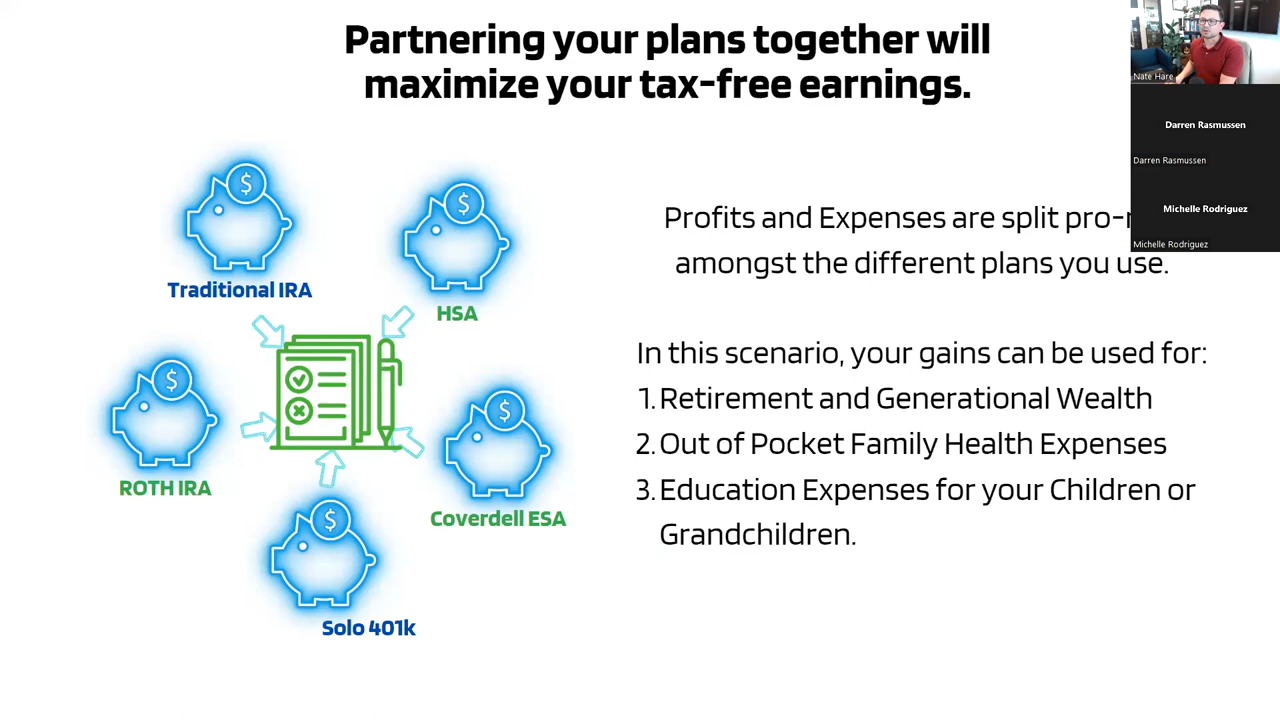 Partnering your plans together will
maximize your tax-free earnings.
Nate Hare
Darren Rasmussen
Darren Rasmussen
Michelle Rodriguez
Michelle Rodriguez
$
$
Traditional IRA
HSA
$
ROTH IRA
$
Coverdell ESA
$
Solo 401k
Profits and Expenses are split
amongst the different plans you use.
In this scenario, your gains can be used for:
1. Retirement and Generational Wealth
2. Out of Pocket Family Health Expenses
3. Education Expenses for your Children or
Grandchildren.